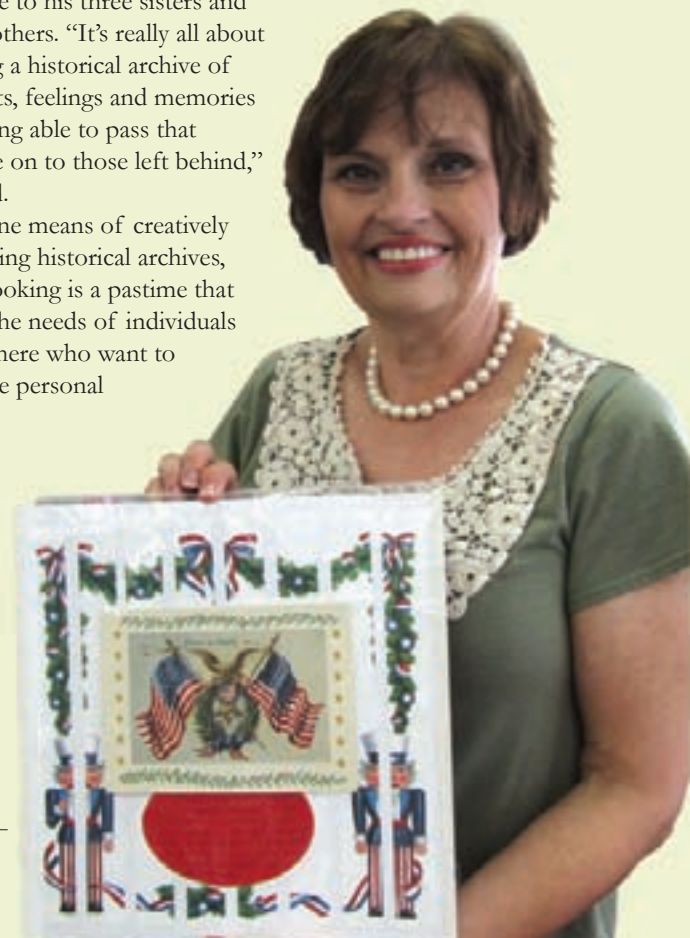 e to his three sisters and
others. “It’s really all about
g a historical archive of
ts, feelings and memories
ng able to pass that
e on to those left behind,”
l.
ne means of creatively
ing historical archives,
ooking is a pastime that
he needs of individuals
here who want to
e personal